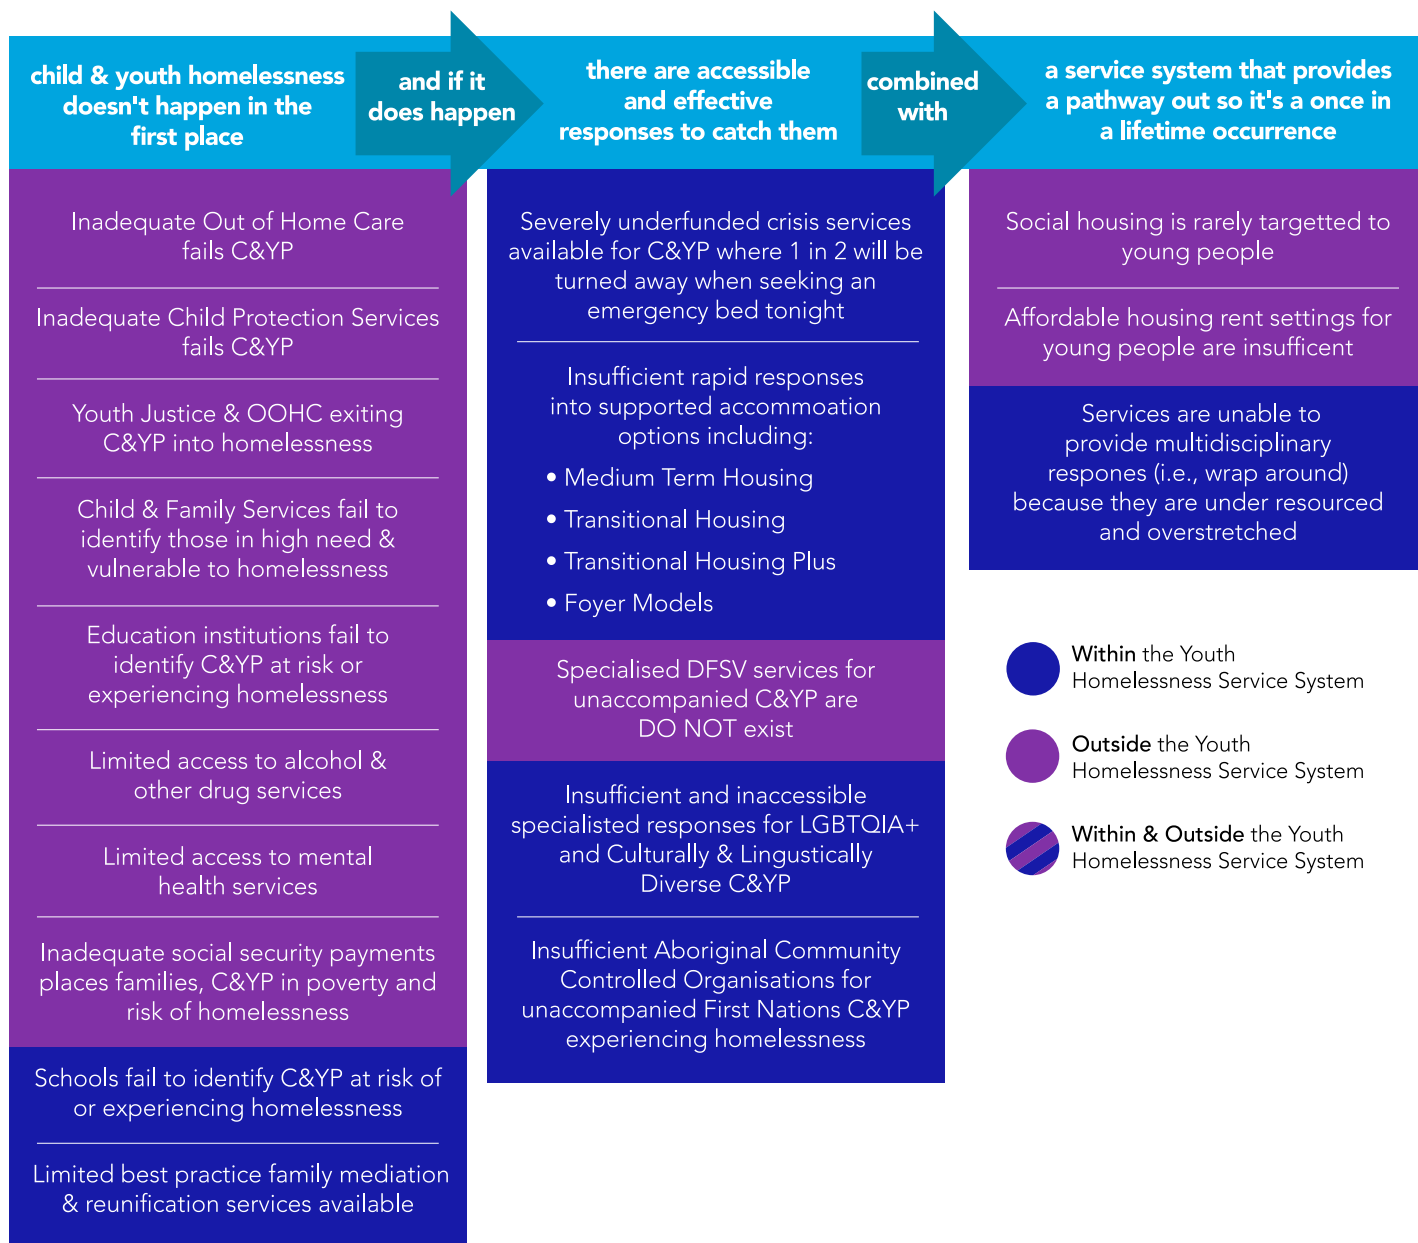 child & youth homelessness
doesn't happen in the
first place
and if it
does happen
there are accessible
and effective
responses to catch them
combined
with
a service system that provides
a pathway out so it's a once in
a lifetime occurrence
Inadequate Out of Home Care
fails C&YP
Inadequate Child Protection Services
fails C&YP
Youth Justice & OOHC exiting
C&YP into homelessness
Child & Family Services fail to
identify those in high need &
vulnerable to homelessness
Education institutions fail to
identify C&YP at risk or
experiencing homelessness
Limited access to alcohol &
other drug services
Limited access to mental
health services
Inadequate social security payments
places families, C&YP in poverty and
risk of homelessness
Schools fail to identify C&YP at risk of
or experiencing homelessness
Limited best practice family mediation
& reunification services available
Severely underfunded crisis services
available for C&YP where 1 in 2 will be
turned away when seeking an
emergency bed tonight
Insufficient rapid responses
into supported accommoation
options including:
• Medium Term Housing
• Transitional Housing
• Transitional Housing Plus
• Foyer Models
Specialised DFSV services for
unaccompanied C&YP are
DO NOT exist
Insufficient and inaccessible
specialisted responses for LGBTQIA+
and Culturally & Lingustically
Diverse C&YP
Insufficient Aboriginal Community
Controlled Organisations for
unaccompanied First Nations C&YP
experiencing homelessness
Social housing is rarely targetted to
young people
Affordable housing rent settings for
young people are insufficent
Services are unable to
provide multidisciplinary
respones (i.e., wrap around)
because they are under resourced
and overstretched
Within the Youth
Homelessness Service System
Outside the Youth
Homelessness Service System
Within & Outside the Youth
Homelessness Service System